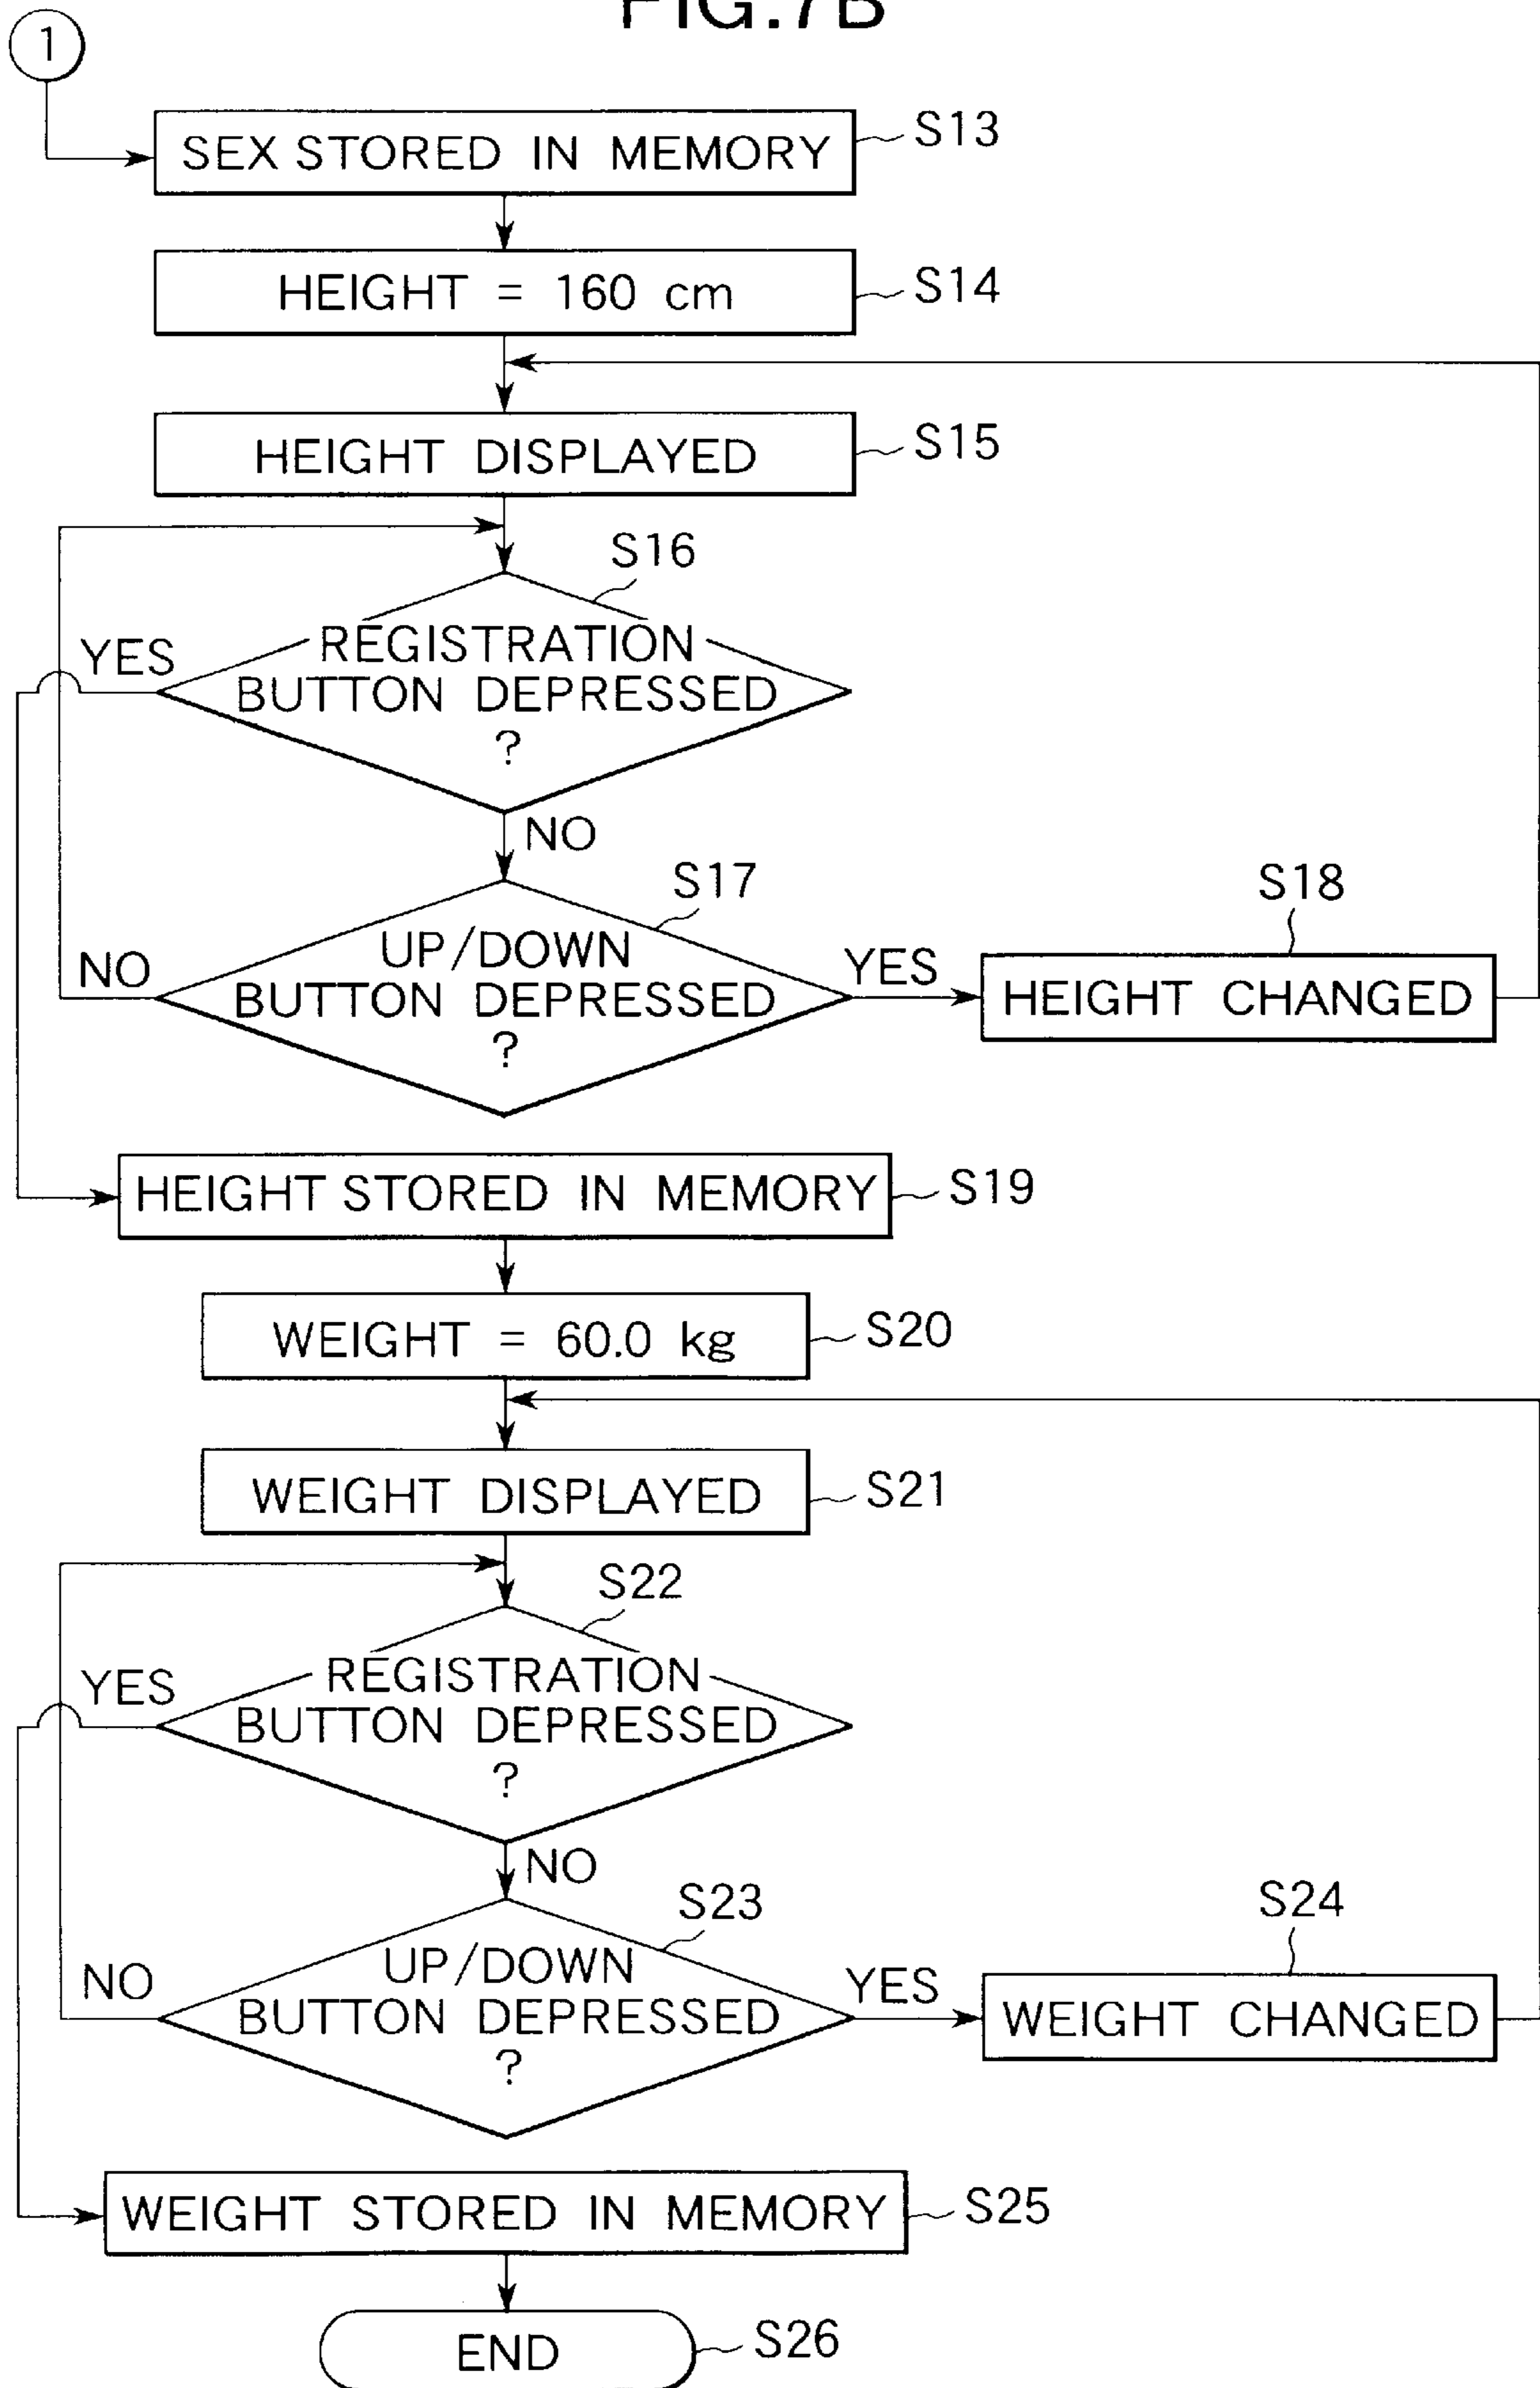 FIG.7B
1
SEX STORED IN MEMORY
S13
HEIGHT = 160 cm
S14
HEIGHT DISPLAYED
S15
S16
YES
REGISTRATION
BUTTON DEPRESSED
?
NO
S17
UP/DOWN
BUTTON DEPRESSED
?
NO
YES
S18
HEIGHT CHANGED
HEIGHT STORED IN MEMORY
S19
WEIGHT = 60.0 kg
S20
WEIGHT DISPLAYED
S21
S22
YES
REGISTRATION
BUTTON DEPRESSED
?
NO
S23
UP/DOWN
BUTTON DEPRESSED
?
NO
YES
S24
WEIGHT CHANGED
WEIGHT STORED IN MEMORY
S25
END
S26